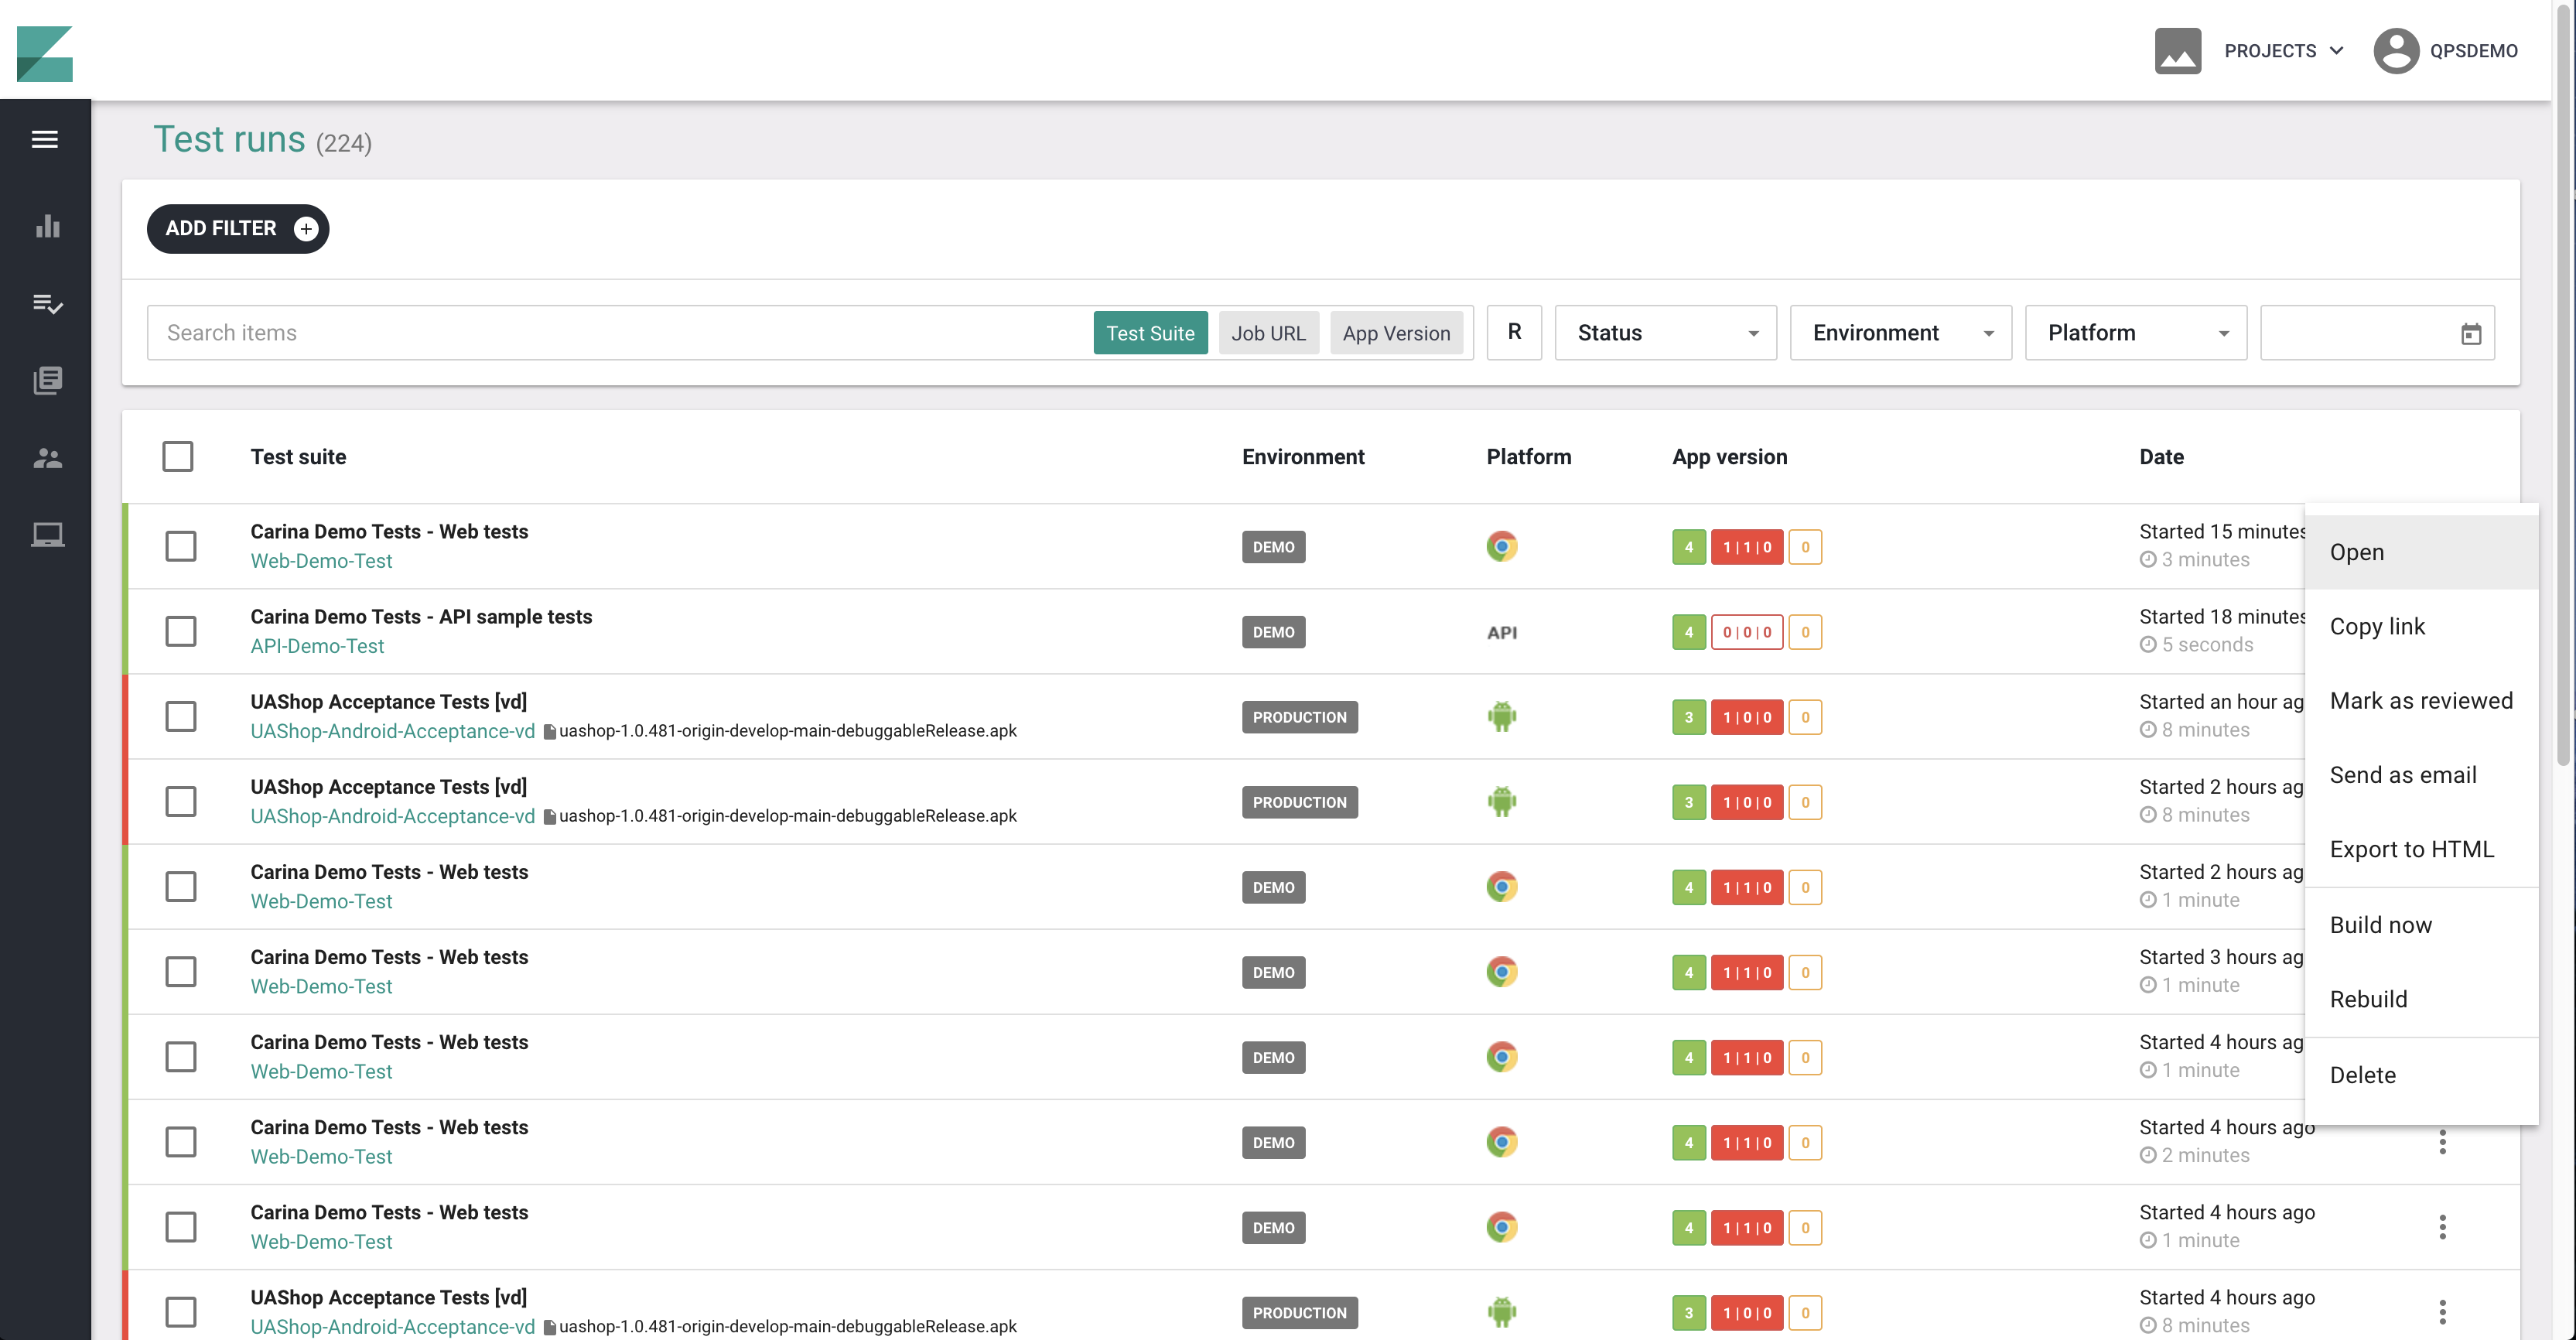 PROJECTS
QPSDEMO
Test runs (224)
ADD FILTER
Search items
Test Suite
Job URL
App Version
R
Status
Environment
Platform
Test suite
Environment
Platform
App version
Date
Carina Demo Tests - Web tests
Web-Demo-Test
DEMO
4
1 | 1 | 0
0
Started 15 minutes
3 minutes
Carina Demo Tests - API sample tests
API-Demo-Test
DEMO
API
4
0 | 0 | 0
0
Started 18 minutes
5 seconds
UAShop Acceptance Tests [vd]
UAShop-Android-Acceptance-vd uashop-1.0.481-origin-develop-main-debuggableRelease.apk
PRODUCTION
3
1 | 0 | 0
0
Started an hour ag
8 minutes
UAShop Acceptance Tests [vd]
UAShop-Android-Acceptance-vd uashop-1.0.481-origin-develop-main-debuggableRelease.apk
PRODUCTION
3
1 | 0 | 0
0
Started 2 hours ag
8 minutes
Carina Demo Tests - Web tests
Web-Demo-Test
DEMO
4
1 | 1 | 0
0
Started 2 hours ag
1 minute
Carina Demo Tests - Web tests
Web-Demo-Test
DEMO
4
1 | 1 | 0
0
Started 3 hours ag
1 minute
Carina Demo Tests - Web tests
Web-Demo-Test
DEMO
4
1 | 1 | 0
0
Started 4 hours ag
1 minute
Carina Demo Tests - Web tests
Web-Demo-Test
DEMO
4
1 | 1 | 0
0
Started 4 hours ago
2 minutes
Carina Demo Tests - Web tests
Web-Demo-Test
DEMO
4
1 | 1 | 0
0
Started 4 hours ago
1 minute
UAShop Acceptance Tests [vd]
UAShop-Android-Acceptance-vd uashop-1.0.481-origin-develop-main-debuggableRelease.apk
PRODUCTION
3
1 | 0 | 0
0
Started 4 hours ago
8 minutes
Open
Copy link
Mark as reviewed
Send as email
Export to HTML
Build now
Rebuild
Delete